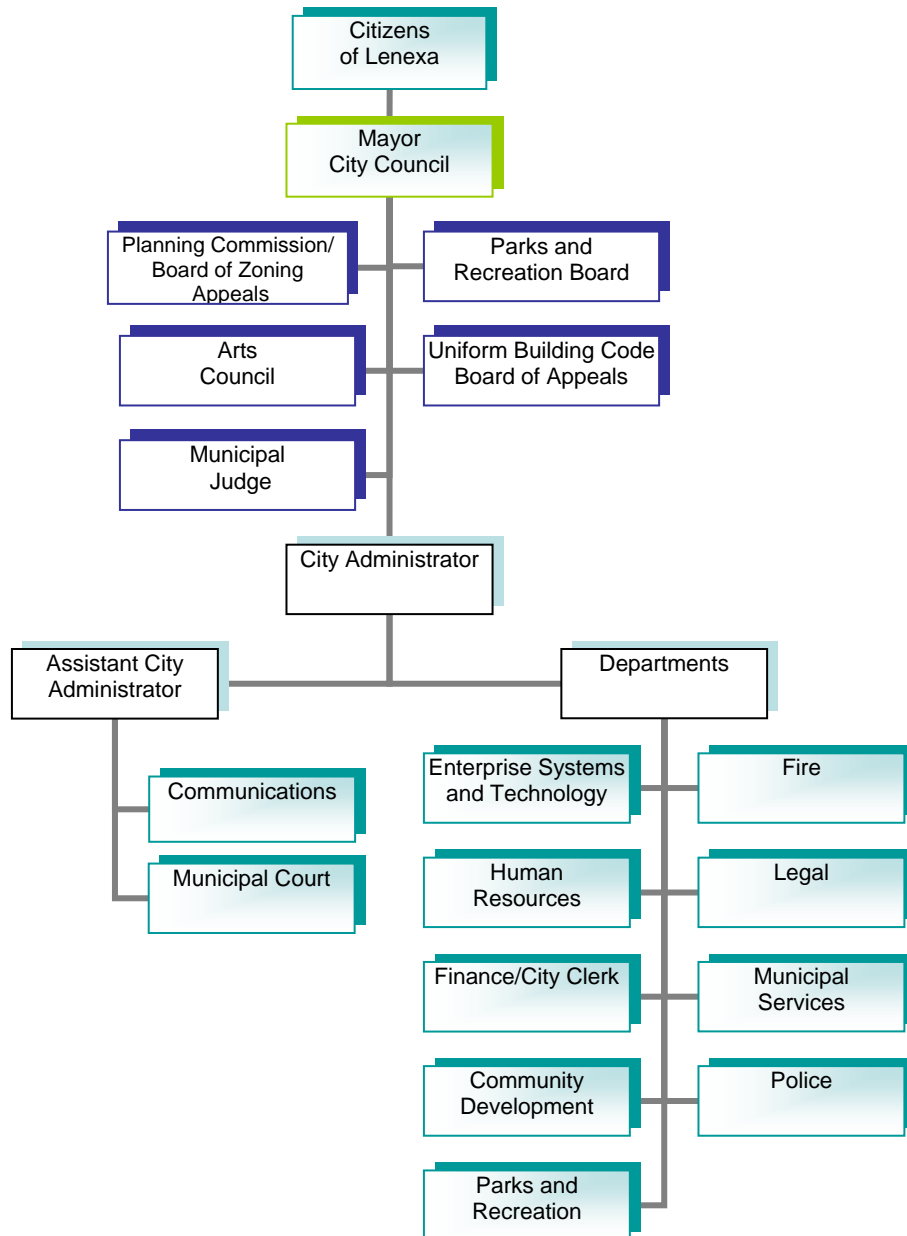 Citizens
of Lenexa
Mayor
City Council
Planning Commission/
Board of Zoning
Appeals
Parks and
Recreation Board
Arts
Council
Uniform Building Code
Board of Appeals
Municipal
Judge
City Administrator
Assistant City
Administrator
Departments
Communications
Municipal Court
Enterprise Systems
and Technology
Fire
Human
Resources
Legal
Finance/City Clerk
Municipal
Services
Community
Development
Police
Parks and
Recreation